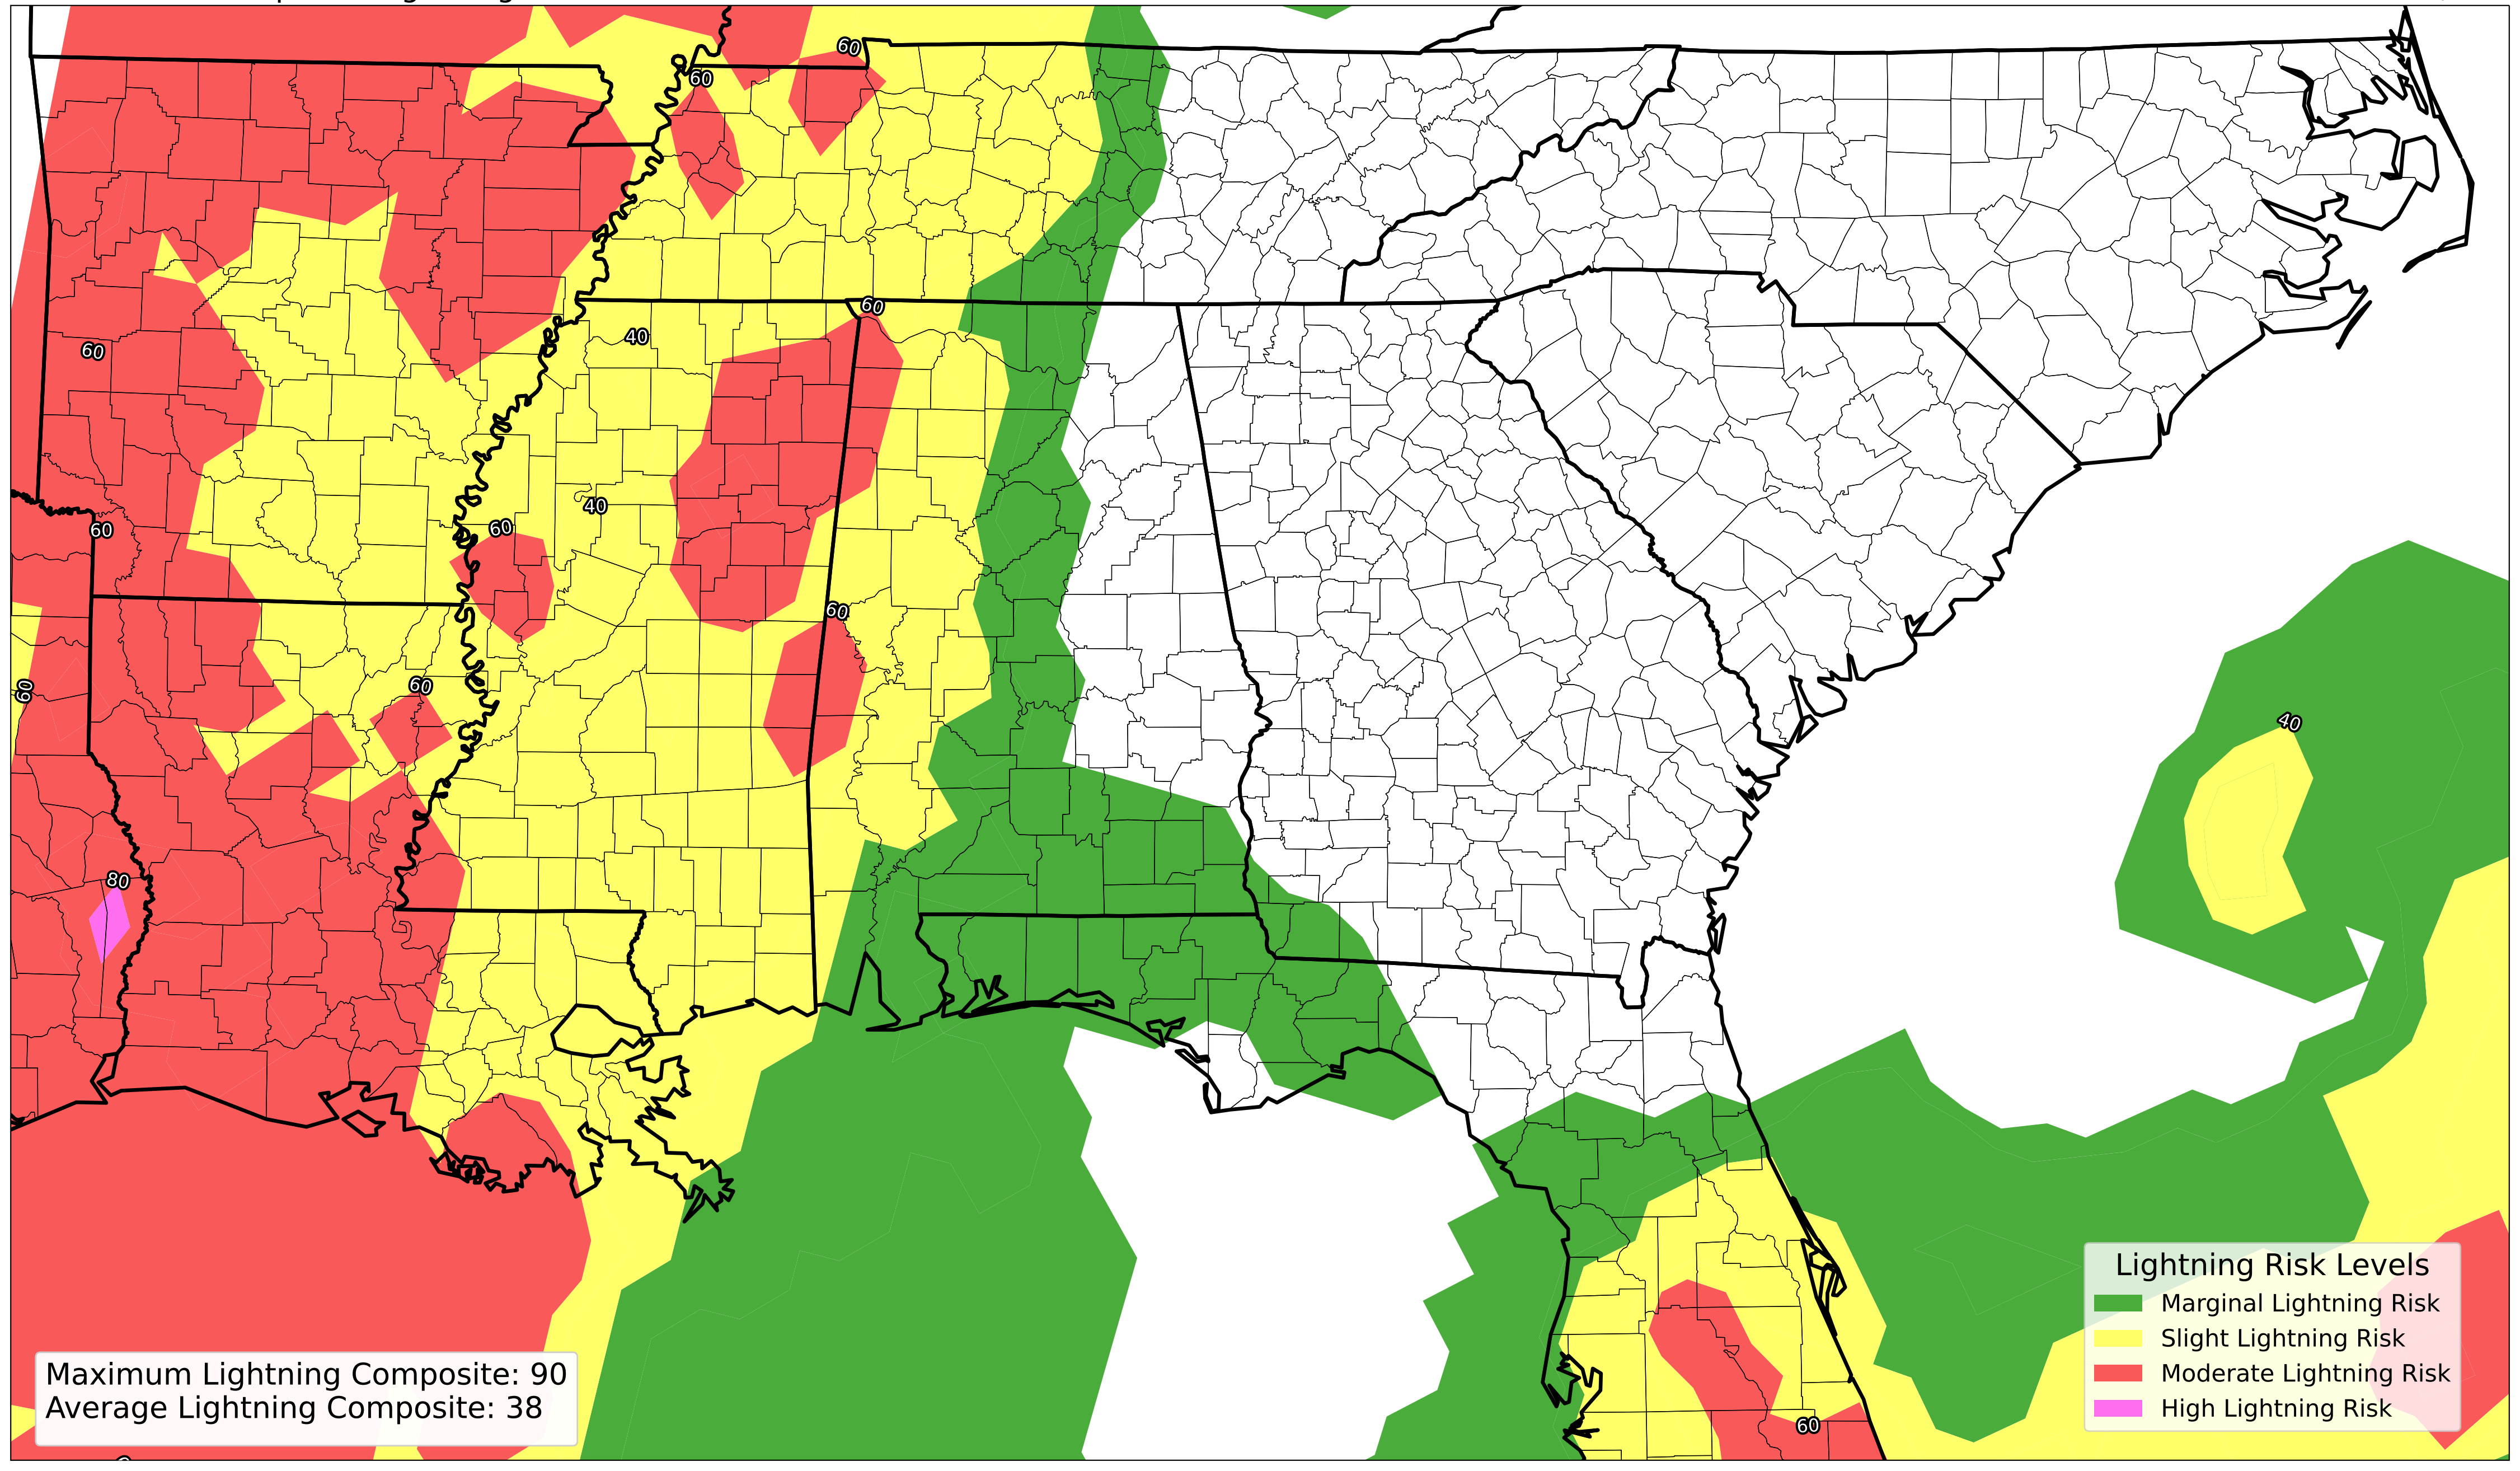 60
60
60
40
60
40
60
60
60
60
60
40
80
Lightning Risk Levels
Marginal Lightning Risk
Slight Lightning Risk
Moderate Lightning Risk
High Lightning Risk
Maximum Lightning Composite: 90
Average Lightning Composite: 38
60